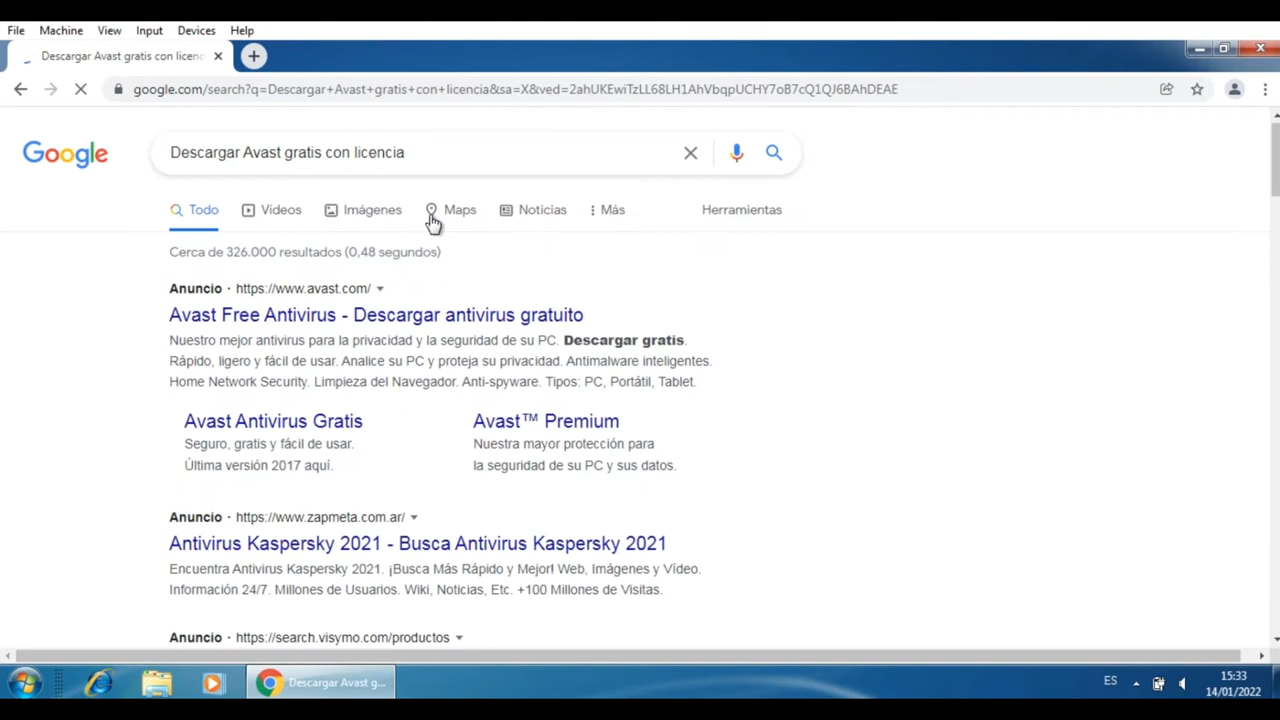 File Machine View Input Devices Help
Descargar Avast gratis con licenc
google.com/search?q=Descargar+Avast+gratis+con+licencia&sa=X&ved=2ahUKEwiTzLL68LH1AhVbqpUCHY7oB7cQ1QJ6BAhDEAE
Google
Descargar Avast gratis con licencia
Todo Videos Imágenes Maps Noticias Más Herramientas
Cerca de 326.000 resultados (0,48 segundos)
Anuncio · https://www.avast.com/
Avast Free Antivirus - Descargar antivirus gratuito
Nuestro mejor antivirus para la privacidad y la seguridad de su PC. Descargar gratis.
Rápido, ligero y fácil de usar. Analice su PC y proteja su privacidad. Antimalware inteligentes.
Home Network Security. Limpieza del Navegador. Anti-spyware. Tipos: PC, Portátil, Tablet.
Avast Antivirus Gratis
Seguro, gratis y fácil de usar.
Última versión 2017 aquí.
Avast™ Premium
Nuestra mayor protección para
la seguridad de su PC y sus datos.
Anuncio · https://www.zapmeta.com.ar/
Antivirus Kaspersky 2021 - Busca Antivirus Kaspersky 2021
Encuentra Antivirus Kaspersky 2021. ¡Busca Más Rápido y Mejor! Web, Imágenes y Vídeo.
Información 24/7. Millones de Usuarios. Wiki, Noticias, Etc. +100 Millones de Visitas.
Anuncio · https://search.visymo.com/productos
Descargar Avast g...
ES
15:33
14/01/2022